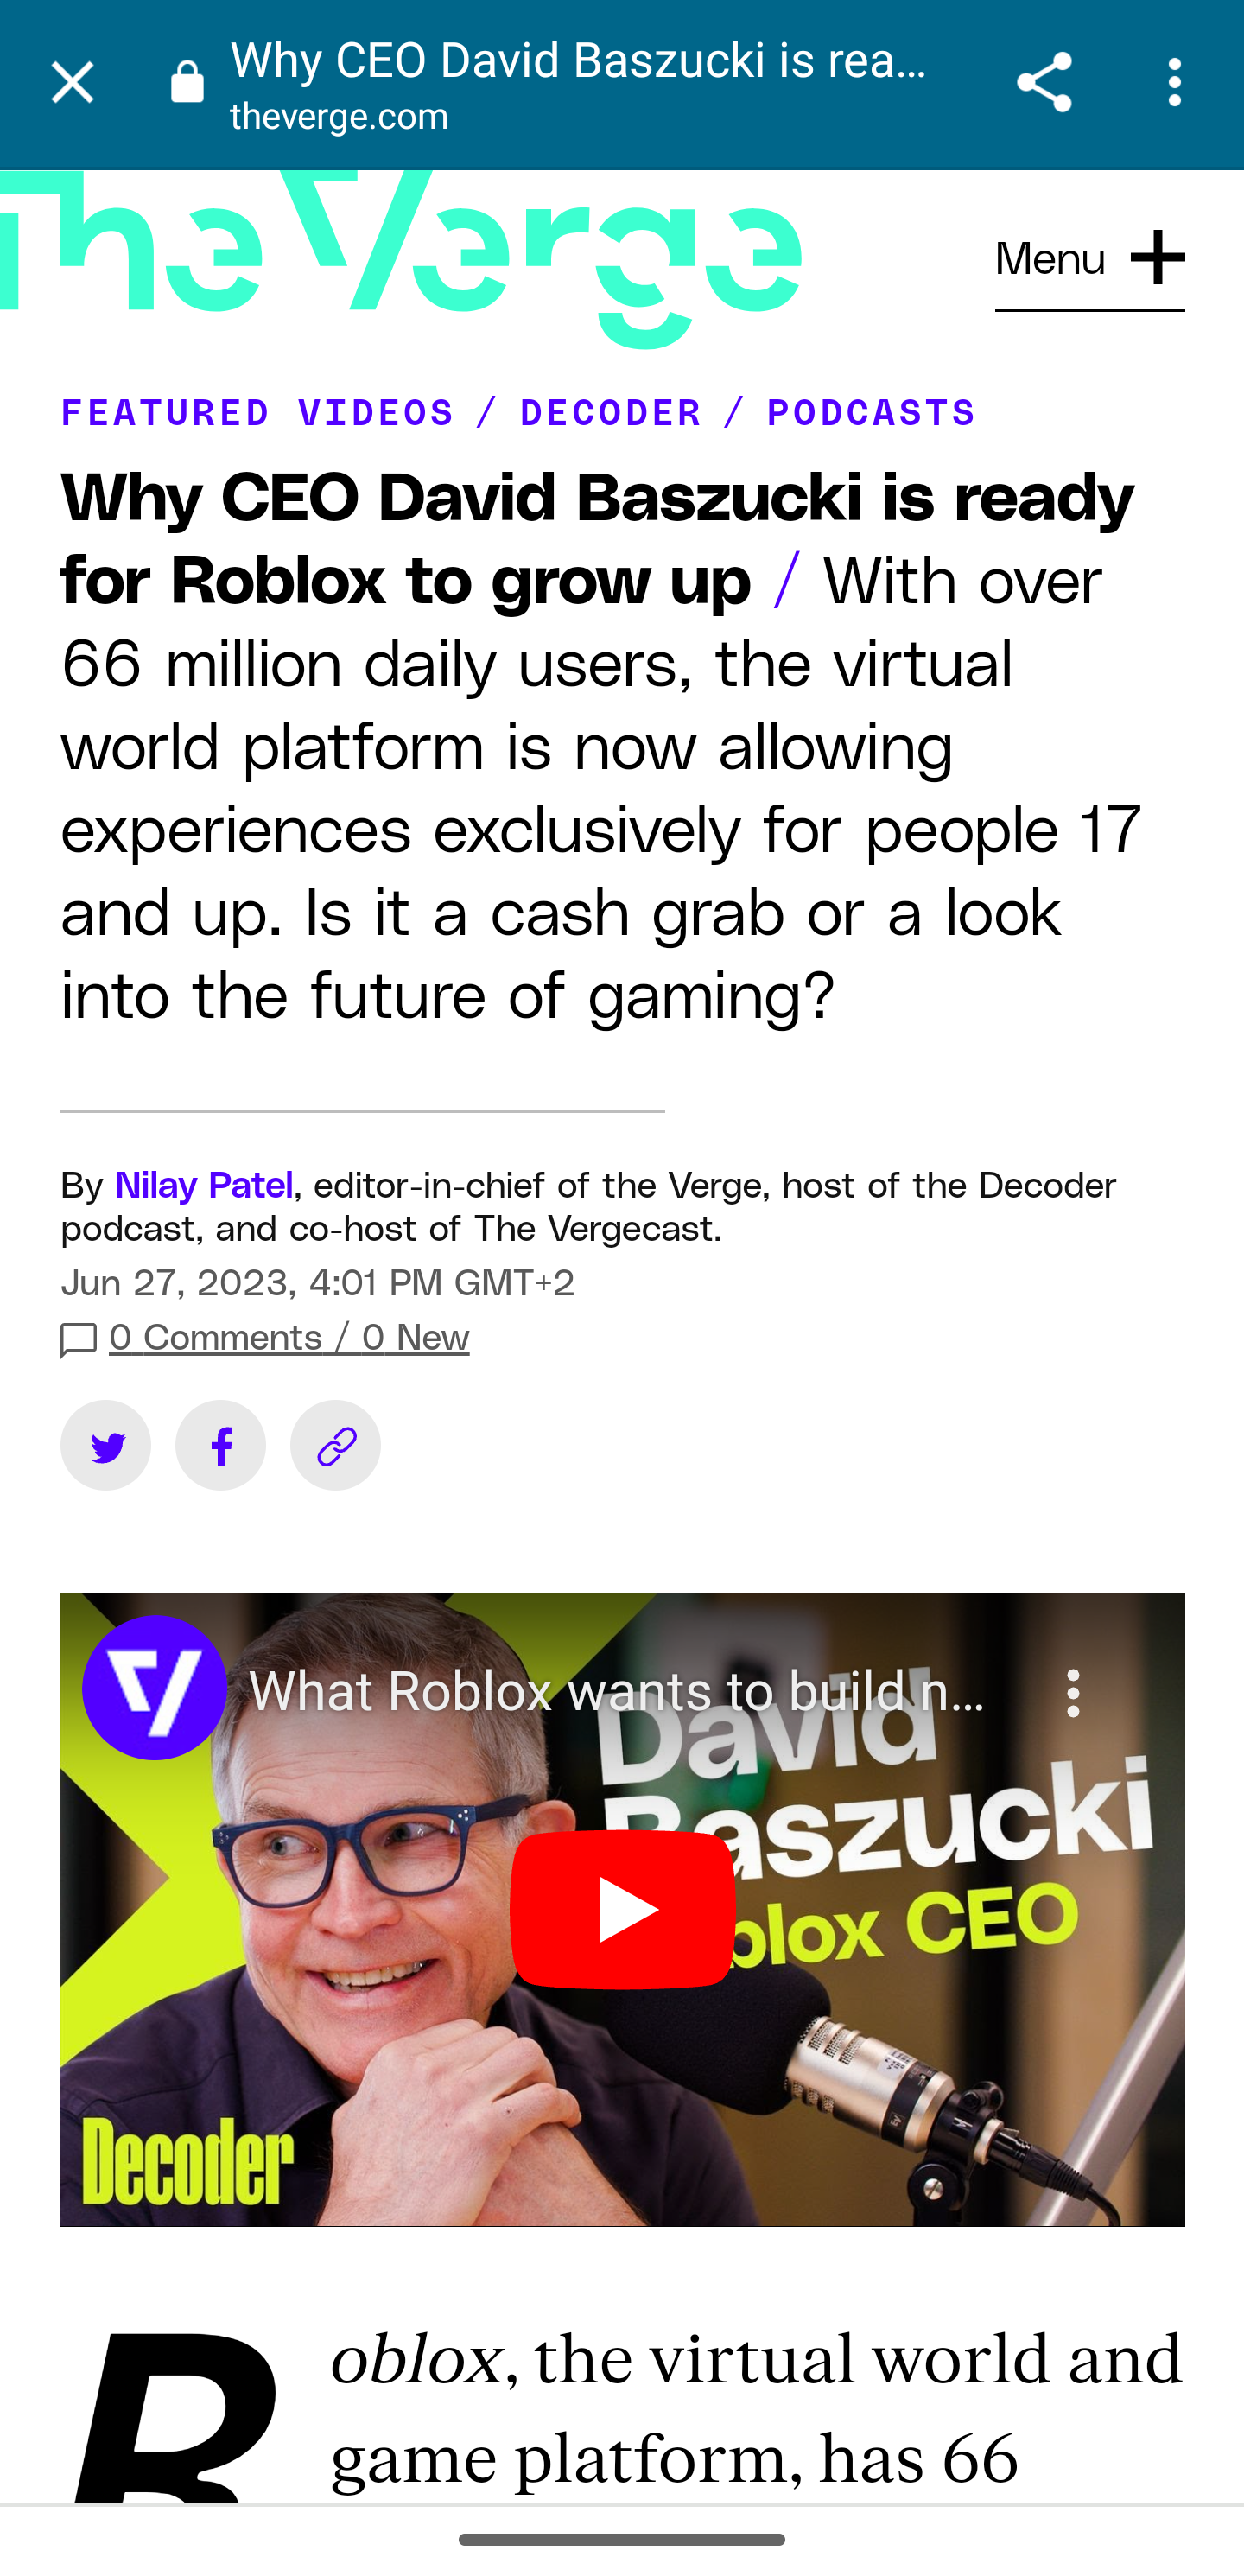 Why CEO David Baszucki is rea...
theverge.com
The Verge
Menu
FEATURED VIDEOS / DECODER / PODCASTS
Why CEO David Baszucki is ready
for Roblox to grow up / With over
66 million daily users, the virtual
world platform is now allowing
experiences exclusively for people 17
and up. Is it a cash grab or a look
into the future of gaming?
By Nilay Patel, editor-in-chief of the Verge, host of the Decoder
podcast, and co-host of The Vergecast.
Jun 27, 2023, 4:01 PM GMT+2
0 Comments / 0 New
What Roblox wants to build n...
David
Baszucki
blox CEO
Decoder
Roblox, the virtual world and
game platform, has 66